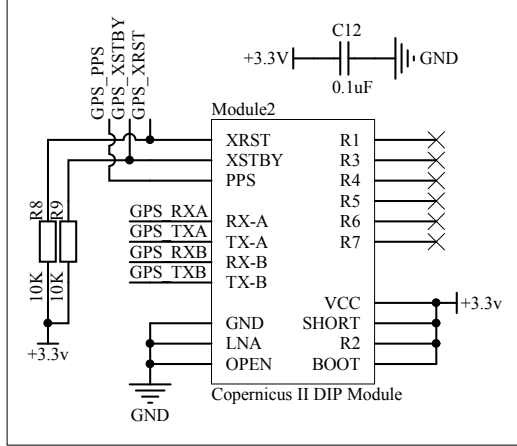 C12
+3.3V
GND
0.1uF
GPS_PPS
GPS_XSTBY
GPS_XRST
Module2
XRST
R1
XSTBY
R3
PPS
R4
R5
GPS_RXA
RX-A
R6
GPS_TXA
TX-A
R7
GPS_RXB
RX-B
GPS_TXB
TX-B
R8
R9
10K
10K
+3.3v
VCC
+3.3v
GND
SHORT
LNA
R2
OPEN
BOOT
GND
Copernicus II DIP Module